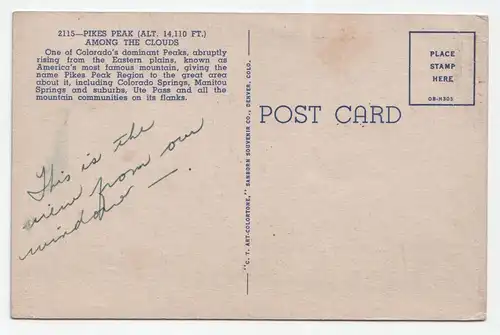 2115—PIKES PEAK (ALT. 14,110 FT.)
AMONG THE CLOUDS
One of Colorado's dominant Peaks, abruptly
rising from the Eastern plains, known as
America's most famous mountain, giving the
name Pikes Peak Region to the great area
about it, including Colorado Springs, Manitou
Springs and suburbs, Ute Pass and all the
mountain communities on its flanks.
This is the
view from our
window—.
"C. T. ART-COLORTONE," SANBORN SOUVENIR CO., DENVER, COLO.
POST CARD
PLACE
STAMP
HERE
OB-H303